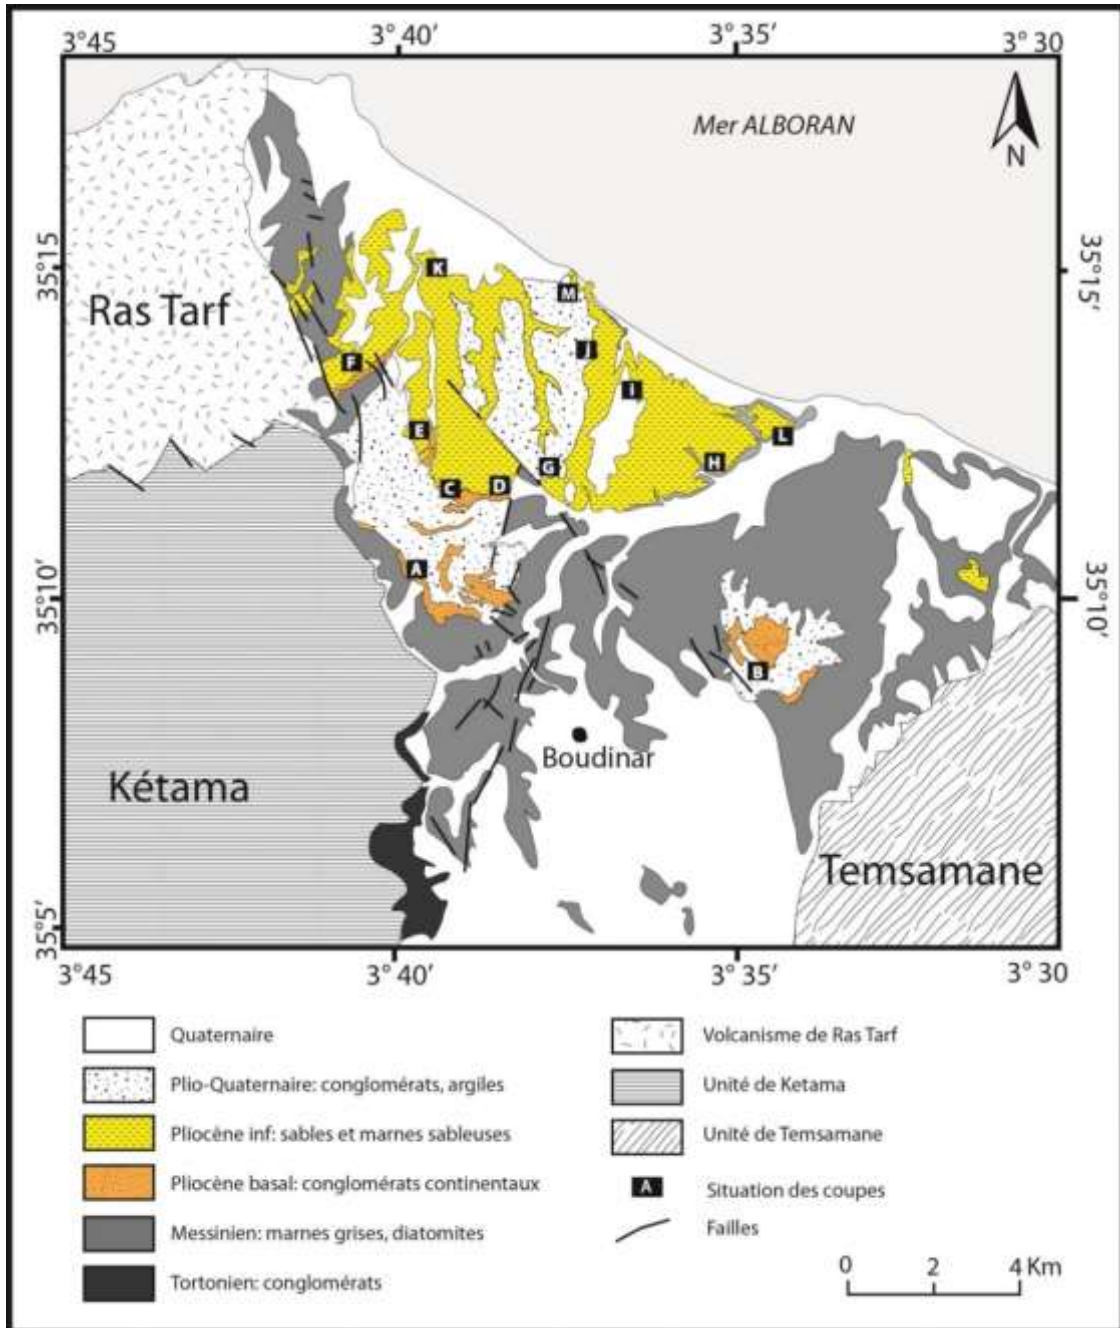 3°45 3° 40' 3° 35' 3° 30
Mer ALBORAN
N
35°15 35°15'
K
M
Ras Tarf
J
F
I
E
L
G
H
C D
A
35°10' 35°10'
B
Boudinar
Kétama
Temsamane
35°5'
3°45 3° 40' 3° 35' 3° 30
Quaternaire
Plio-Quaternaire: conglomérats, argiles
Pliocène inf: sables et marnes sableuses
Pliocène basal: conglomérats continentaux
Messinien: marnes grises, diatomites
Tortonien: conglomérats
Volcanisme de Ras Tarf
Unité de Ketama
Unité de Temsamane
A Situation des coupes
Failles
0 2 4 Km